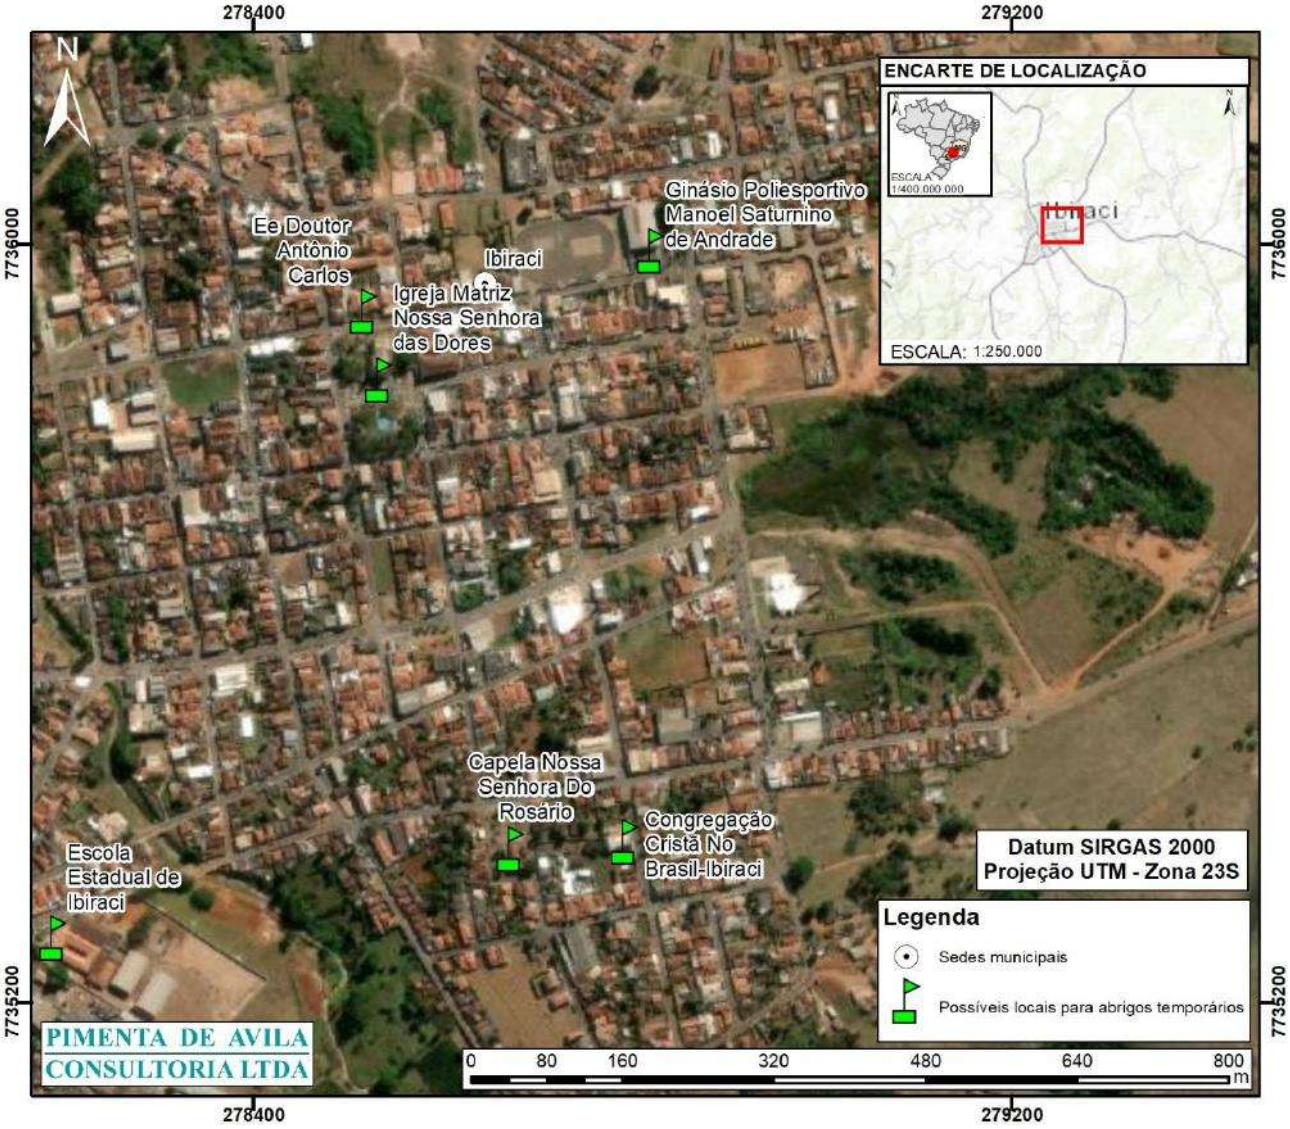 278400
279200
N
ENCARTE DE LOCALIZAÇÃO
N
ESCALA:
1/400.000.000
Ibiraci
ESCALA: 1:250.000
7736000
7736000
Ee Doutor
Antônio
Carlos
Ibiraci
Ginásio Poliesportivo
Manoel Saturnino
de Andrade
Igreja Matriz
Nossa Senhora
das Dores
Capela Nossa
Senhora Do
Rosário
Congregação
Cristã No
Brasil-Ibiraci
Escola
Estadual de
Ibiraci
Datum SIRGAS 2000
Projeção UTM - Zona 23S
Legenda
Sedes municipais
Possíveis locais para abrigos temporários
7735200
7735200
PIMENTA DE AVILA
CONSULTORIA LTDA
0 80 160 320 480 640 800
m
278400
279200